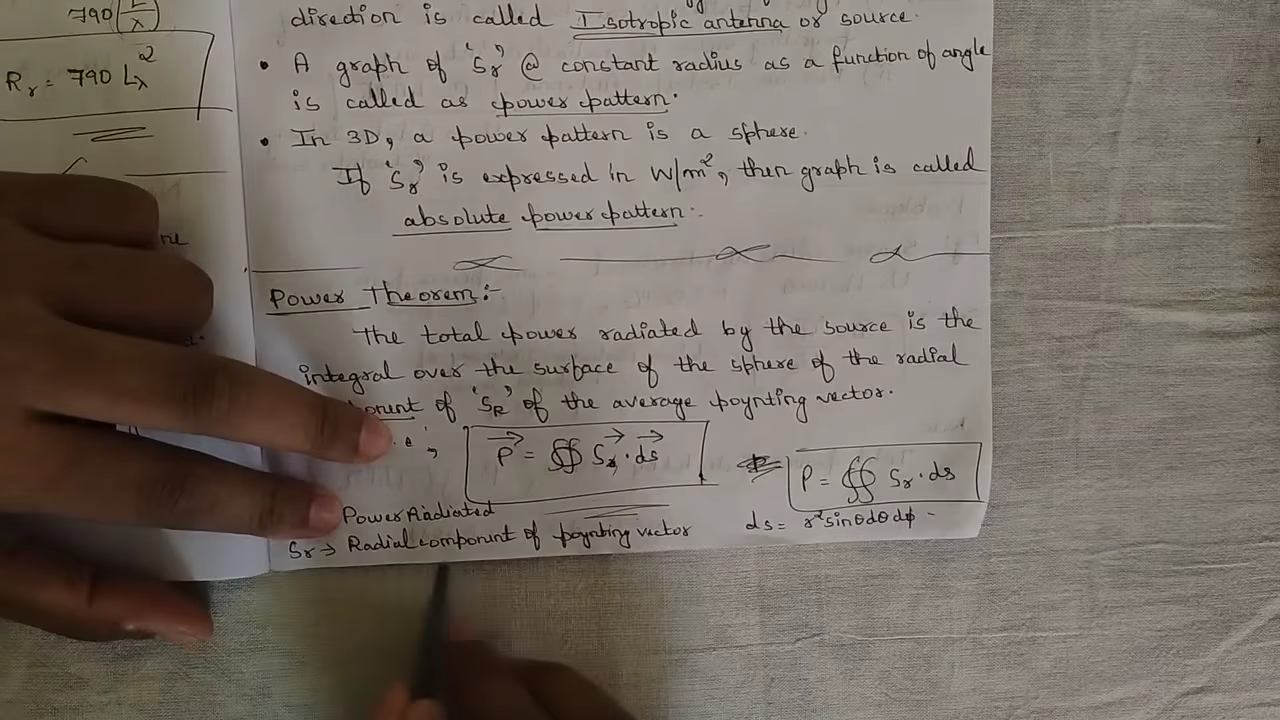 790(L/λ)
Rr = 790 Lλ²
direction is called Isotropic antenna or source.
• A graph of 'Sr' @ constant radius as a function of angle
is called as power pattern.
• In 3D, a power pattern is a sphere.
If 'Sr' is expressed in W/m², then graph is called
absolute power pattern.
Power Theorem:-
The total power radiated by the source is the
integral over the surface of the sphere of the radial
of 'SR' of the average poynting vector.
P = ∯ Sr · ds
P = ∯ Sr · ds
Power Radiated
ds = r² sinθ dθ dϕ
Sr → Radial component of poynting vector